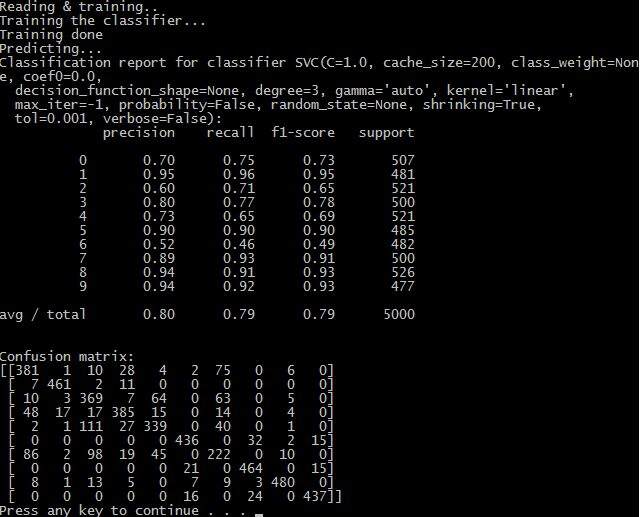 Reading & training..
Training the classifier...
Training done
Predicting...
Classification report for classifier SVC(C=1.0, cache_size=200, class_weight=Non
e, coef0=0.0,
  decision_function_shape=None, degree=3, gamma='auto', kernel='linear',
  max_iter=-1, probability=False, random_state=None, shrinking=True,
  tol=0.001, verbose=False):
             precision    recall  f1-score   support

          0       0.70      0.75      0.73       507
          1       0.95      0.96      0.95       481
          2       0.60      0.71      0.65       521
          3       0.80      0.77      0.78       500
          4       0.73      0.65      0.69       521
          5       0.90      0.90      0.90       485
          6       0.52      0.46      0.49       482
          7       0.89      0.93      0.91       500
          8       0.94      0.91      0.93       526
          9       0.94      0.92      0.93       477

avg / total       0.80      0.79      0.79      5000

Confusion matrix:
[[381   1  10  28   4   2  75   0   6   0]
 [  7 461   2  11   0   0   0   0   0   0]
 [ 10   3 369   7  64   0  63   0   5   0]
 [ 48  17  17 385  15   0  14   0   4   0]
 [  2   1 111  27 339   0  40   0   1   0]
 [  0   0   0   0   0 436   0  32   2  15]
 [ 86   2  98  19  45   0 222   0  10   0]
 [  0   0   0   0   0  21   0 464   0  15]
 [  8   1  13   5   0   7   9   3 480   0]
 [  0   0   0   0   0  16   0  24   0 437]]
Press any key to continue . . .